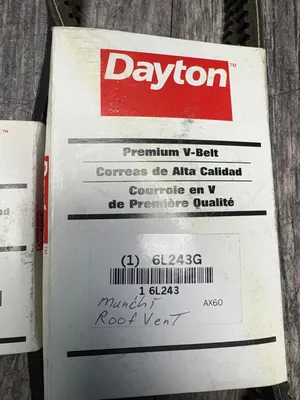 Dayton™
Premium V-Belt
Correas de Alta Calidad
Courroie en V
de Première Qualité
(1) 6L243G
1 6L243
AX60
Munchi
Roof Vent